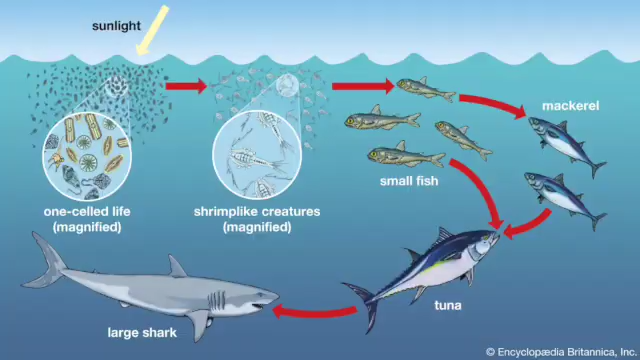 sunlight
mackerel
small fish
one-celled life
(magnified)
shrimplike creatures
(magnified)
tuna
large shark
© Encyclopædia Britannica, Inc.